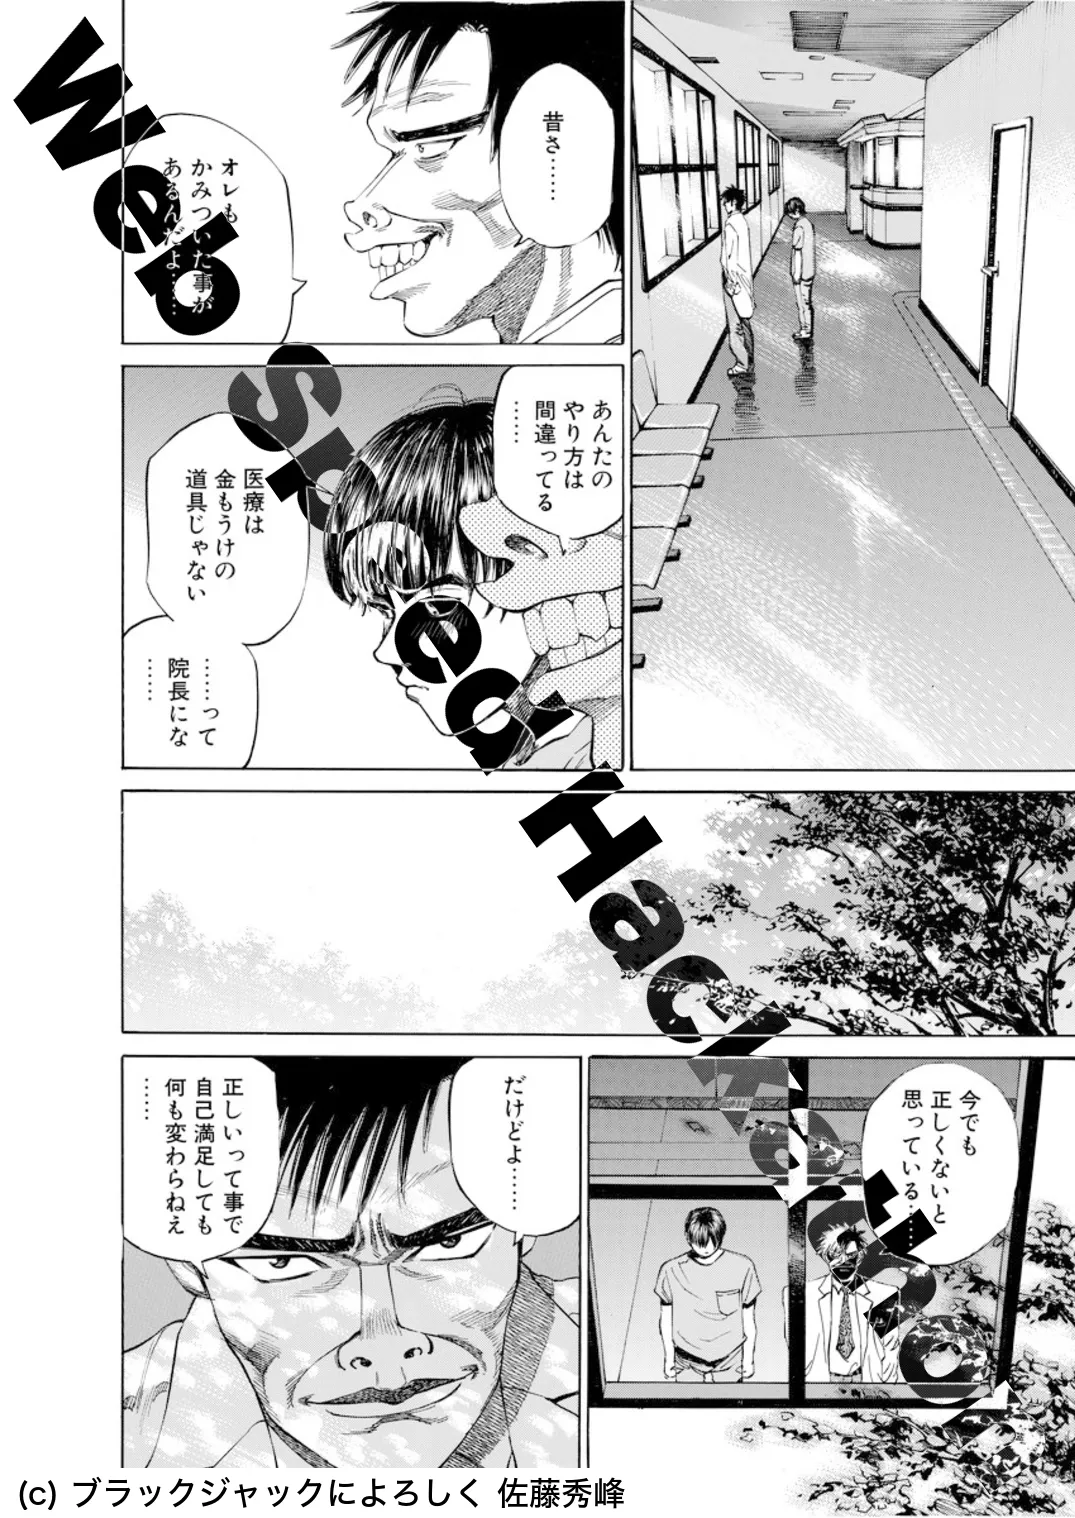 昔さ……
オレも
かみついた事が
あるんだよ……
あんたの
やり方は
間違ってる
……
医療は
金もうけの
道具じゃない
……って
院長にな
……
今でも
正しくないと
思っている……
だけどよ……
正しいって事で
自己満足しても
何も変わらねえ
……
(c) ブラックジャックによろしく 佐藤秀峰